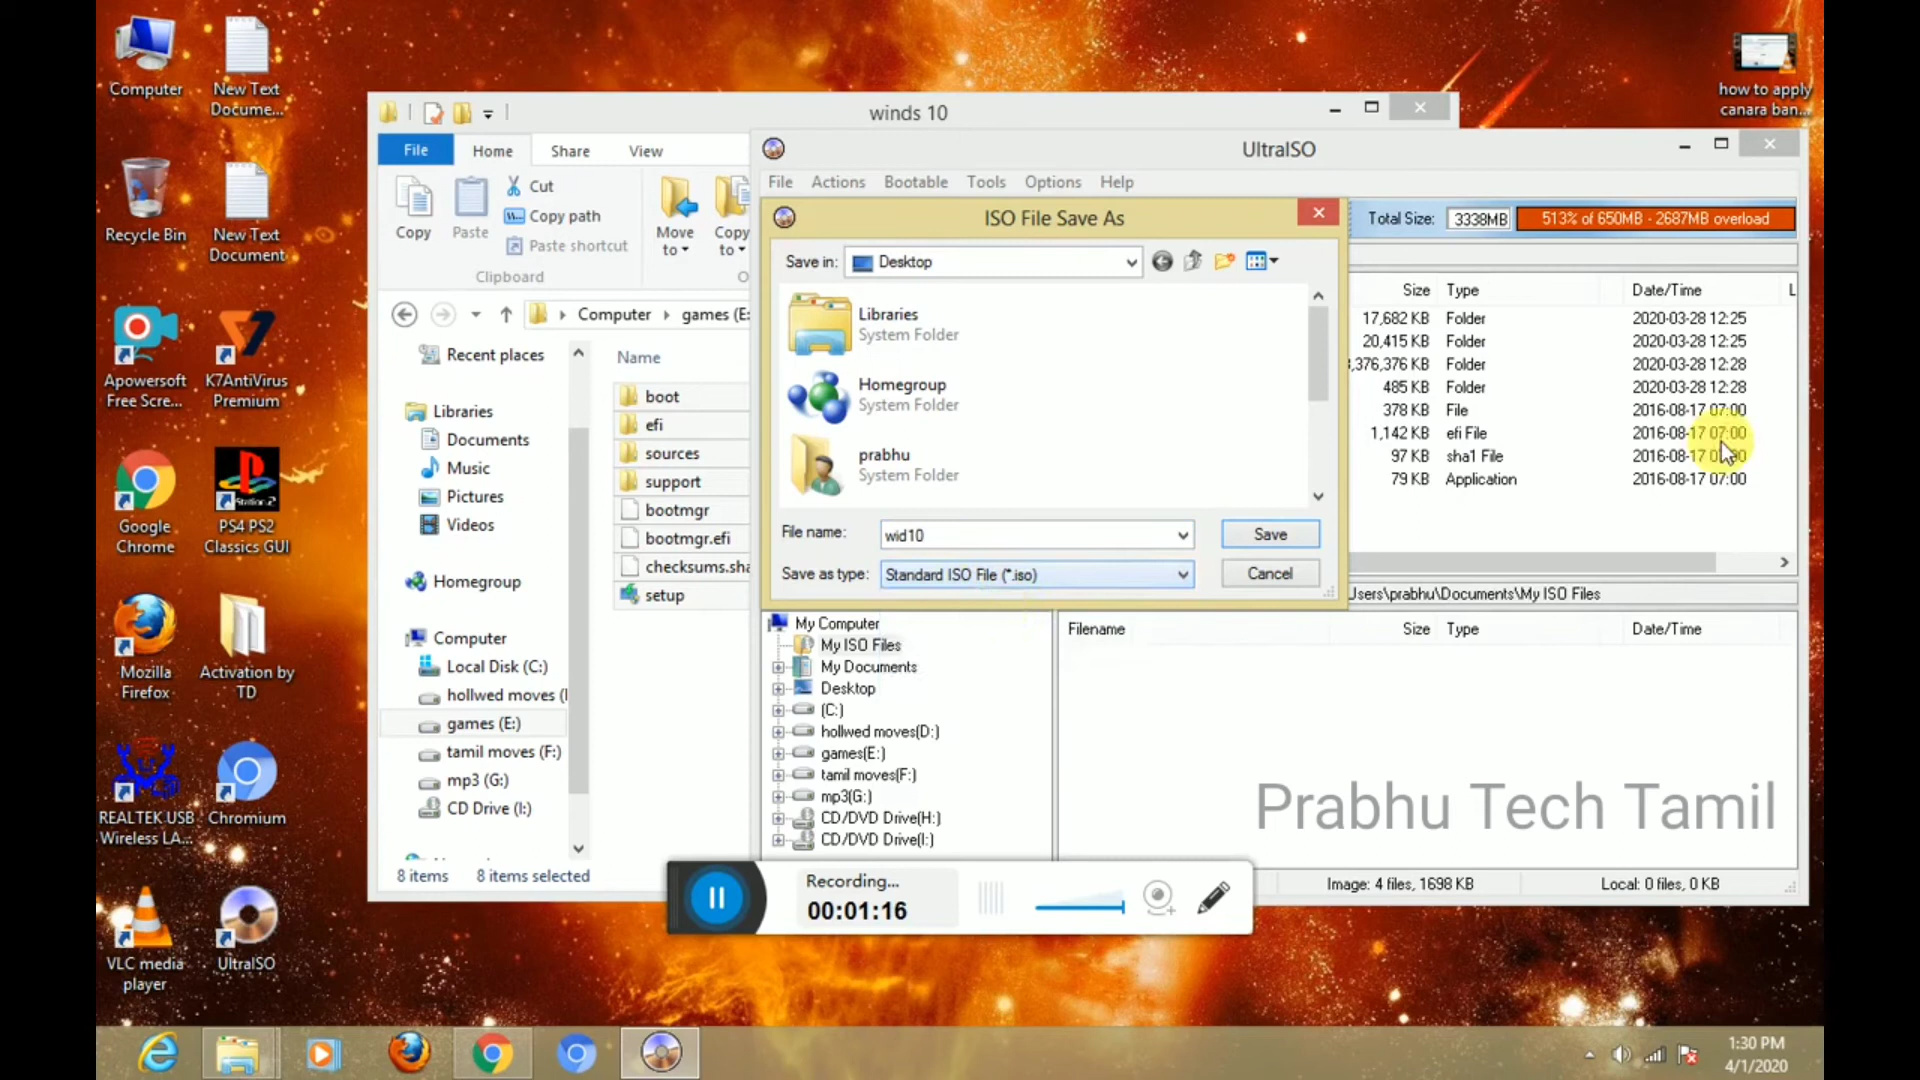 Computer
New Text
Docume...
Recycle Bin
New Text
Document
Apowersoft
Free Scre...
K7AntiVirus
Premium
Google
Chrome
PS4 PS2
Classics GUI
Mozilla
Firefox
Activation by
TD
REALTEK USB
Wireless LA...
Chromium
VLC media
player
UltraISO
how to apply
canara ban...
winds 10
File
Home
Share
View
Copy
Paste
Cut
Copy path
Paste shortcut
Clipboard
Move
to
Copy
to
Computer
games (E:
Recent places
Libraries
Documents
Music
Pictures
Videos
Homegroup
Computer
Local Disk (C:)
hollwed moves (
games (E:)
tamil moves (F:)
mp3 (G:)
CD Drive (I:)
Name
boot
efi
sources
support
bootmgr
bootmgr.efi
checksums.sha
setup
8 items
8 items selected
UltraISO
File
Actions
Bootable
Tools
Options
Help
Total Size:
3338MB
513% of 650MB - 2687MB overload
ISO File Save As
Save in:
Desktop
Libraries
System Folder
Homegroup
System Folder
prabhu
System Folder
File name:
wid10
Save
Save as type:
Standard ISO File (*.iso)
Cancel
Size Type Date/Time
17,682 KB Folder 2020-03-28 12:25
20,415 KB Folder 2020-03-28 12:25
,376,376 KB Folder 2020-03-28 12:28
485 KB Folder 2020-03-28 12:28
378 KB File 2016-08-17 07:00
1,142 KB efi File 2016-08-17 07:00
97 KB sha1 File 2016-08-17
79 KB Application 2016-08-17 07:00
Users\prabhu\Documents\My ISO Files
My Computer
My ISO Files
My Documents
Desktop
(C:)
hollwed moves(D:)
games(E:)
tamil moves(F:)
mp3(G:)
CD/DVD Drive(H:)
CD/DVD Drive(I:)
Filename Size Type Date/Time
Prabhu Tech Tamil
Image: 4 files, 1698 KB
Local: 0 files, 0 KB
Recording...
00:01:16
1:30 PM
4/1/2020